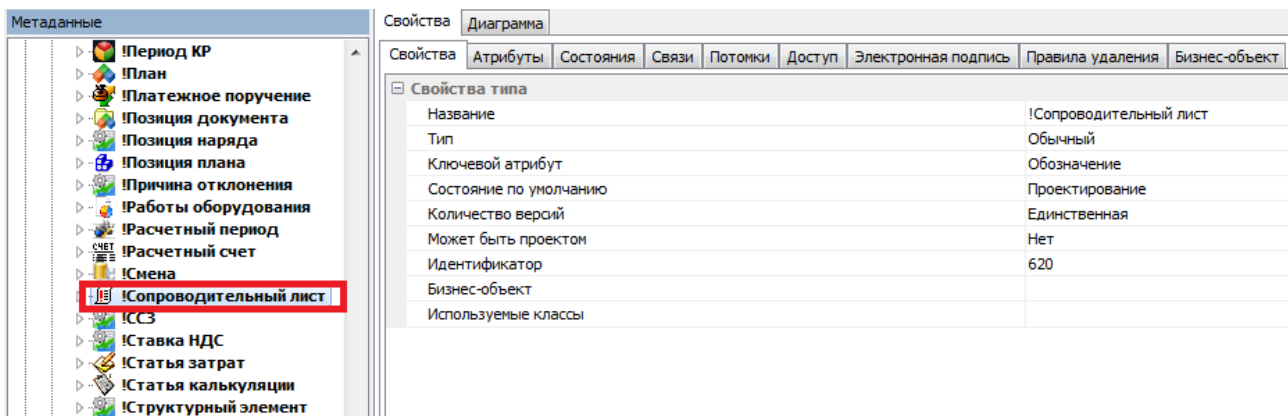 Метаданные
!Период КР
!План
!Платежное поручение
!Позиция документа
!Позиция наряда
!Позиция плана
!Причина отклонения
!Работы оборудования
!Расчетный период
СЧЕТ !Расчетный счет
!Смена
!Сопроводительный лист
!ССЗ
!Ставка НДС
!Статья затрат
!Статья калькуляции
!Структурный элемент
Свойства Диаграмма
Свойства Атрибуты Состояния Связи Потомки Доступ Электронная подпись Правила удаления Бизнес-объект
Свойства типа
Название !Сопроводительный лист
Тип Обычный
Ключевой атрибут Обозначение
Состояние по умолчанию Проектирование
Количество версий Единственная
Может быть проектом Нет
Идентификатор 620
Бизнес-объект
Используемые классы